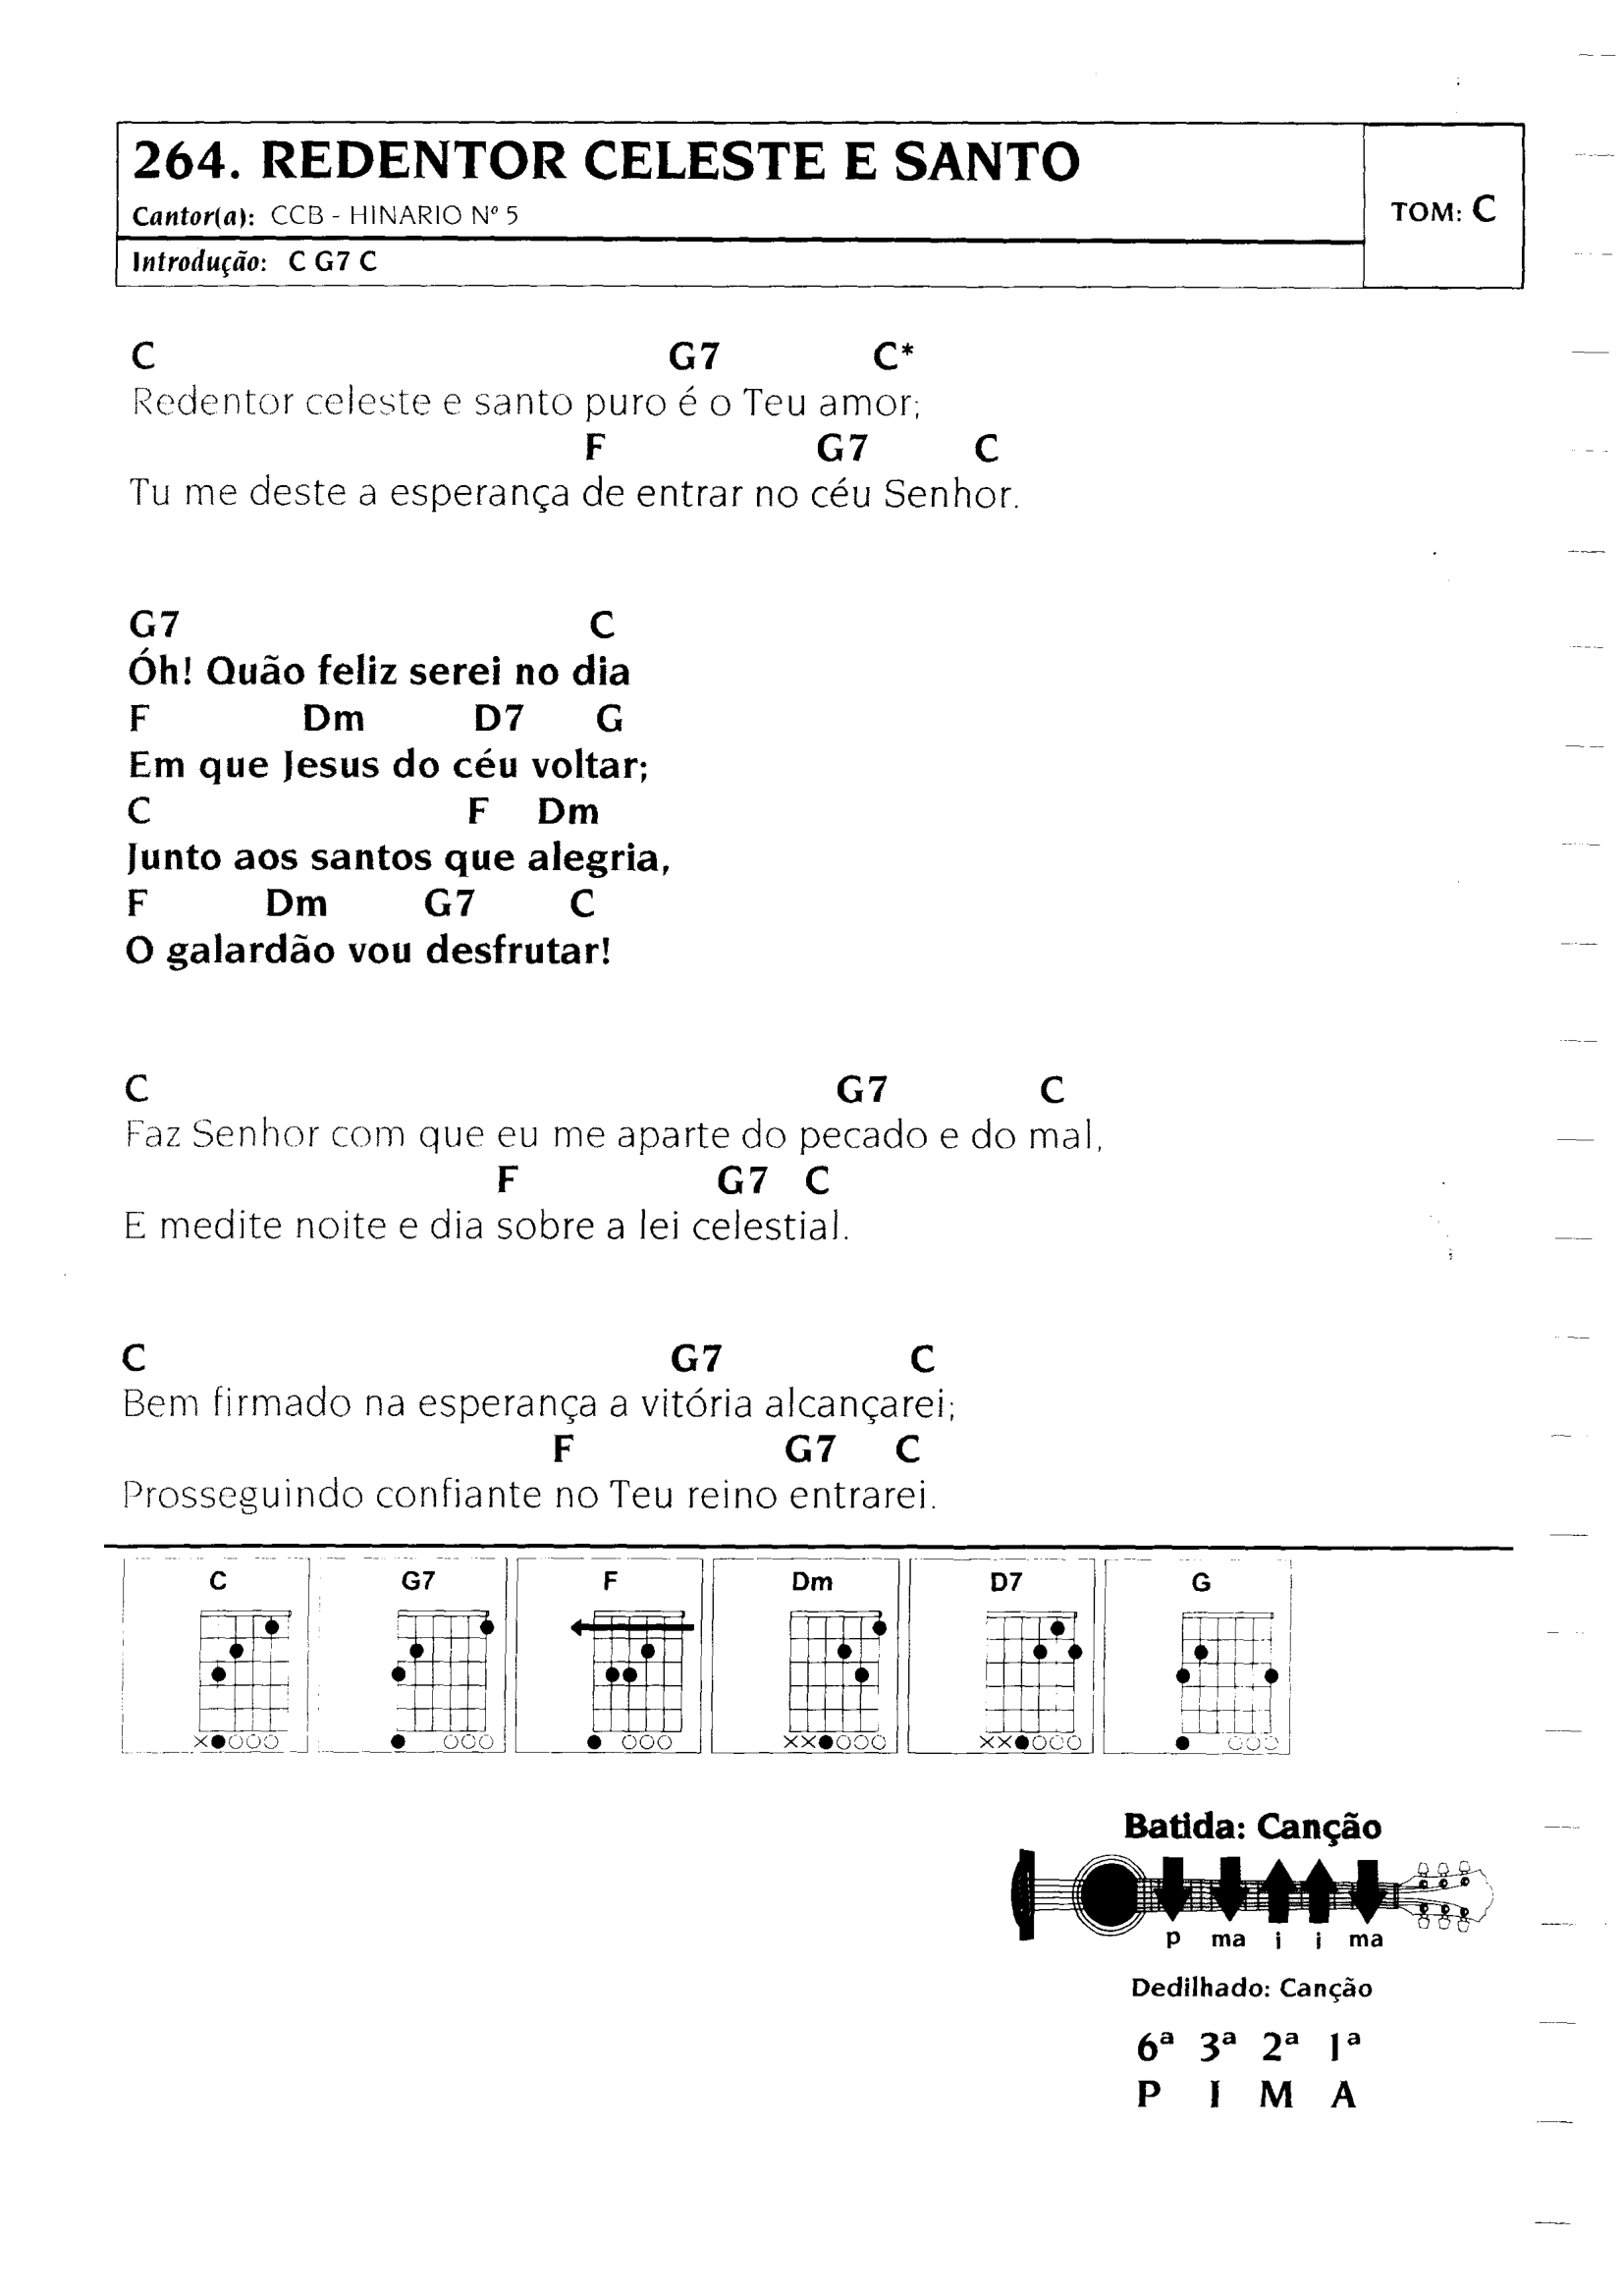 264. REDENTOR CELESTE E SANTO
Cantor(a): CCB - HINARIO Nº 5
TOM: C
Introdução: C G7 C
C G7 C*
Redentor celeste e santo puro é o Teu amor;
F G7 C
Tu me deste a esperança de entrar no céu Senhor.
G7 C
Óh! Quão feliz serei no dia
F Dm D7 G
Em que Jesus do céu voltar;
C F Dm
Junto aos santos que alegria,
F Dm G7 C
O galardão vou desfrutar!
C G7 C
Faz Senhor com que eu me aparte do pecado e do mal,
F G7 C
E medite noite e dia sobre a lei celestial.
C G7 C
Bem firmado na esperança a vitória alcançarei;
F G7 C
Prosseguindo confiante no Teu reino entrarei.
C G7 F Dm D7 G
Batida: Canção
p ma i i ma
Dedilhado: Canção
6ª 3ª 2ª 1ª
P I M A